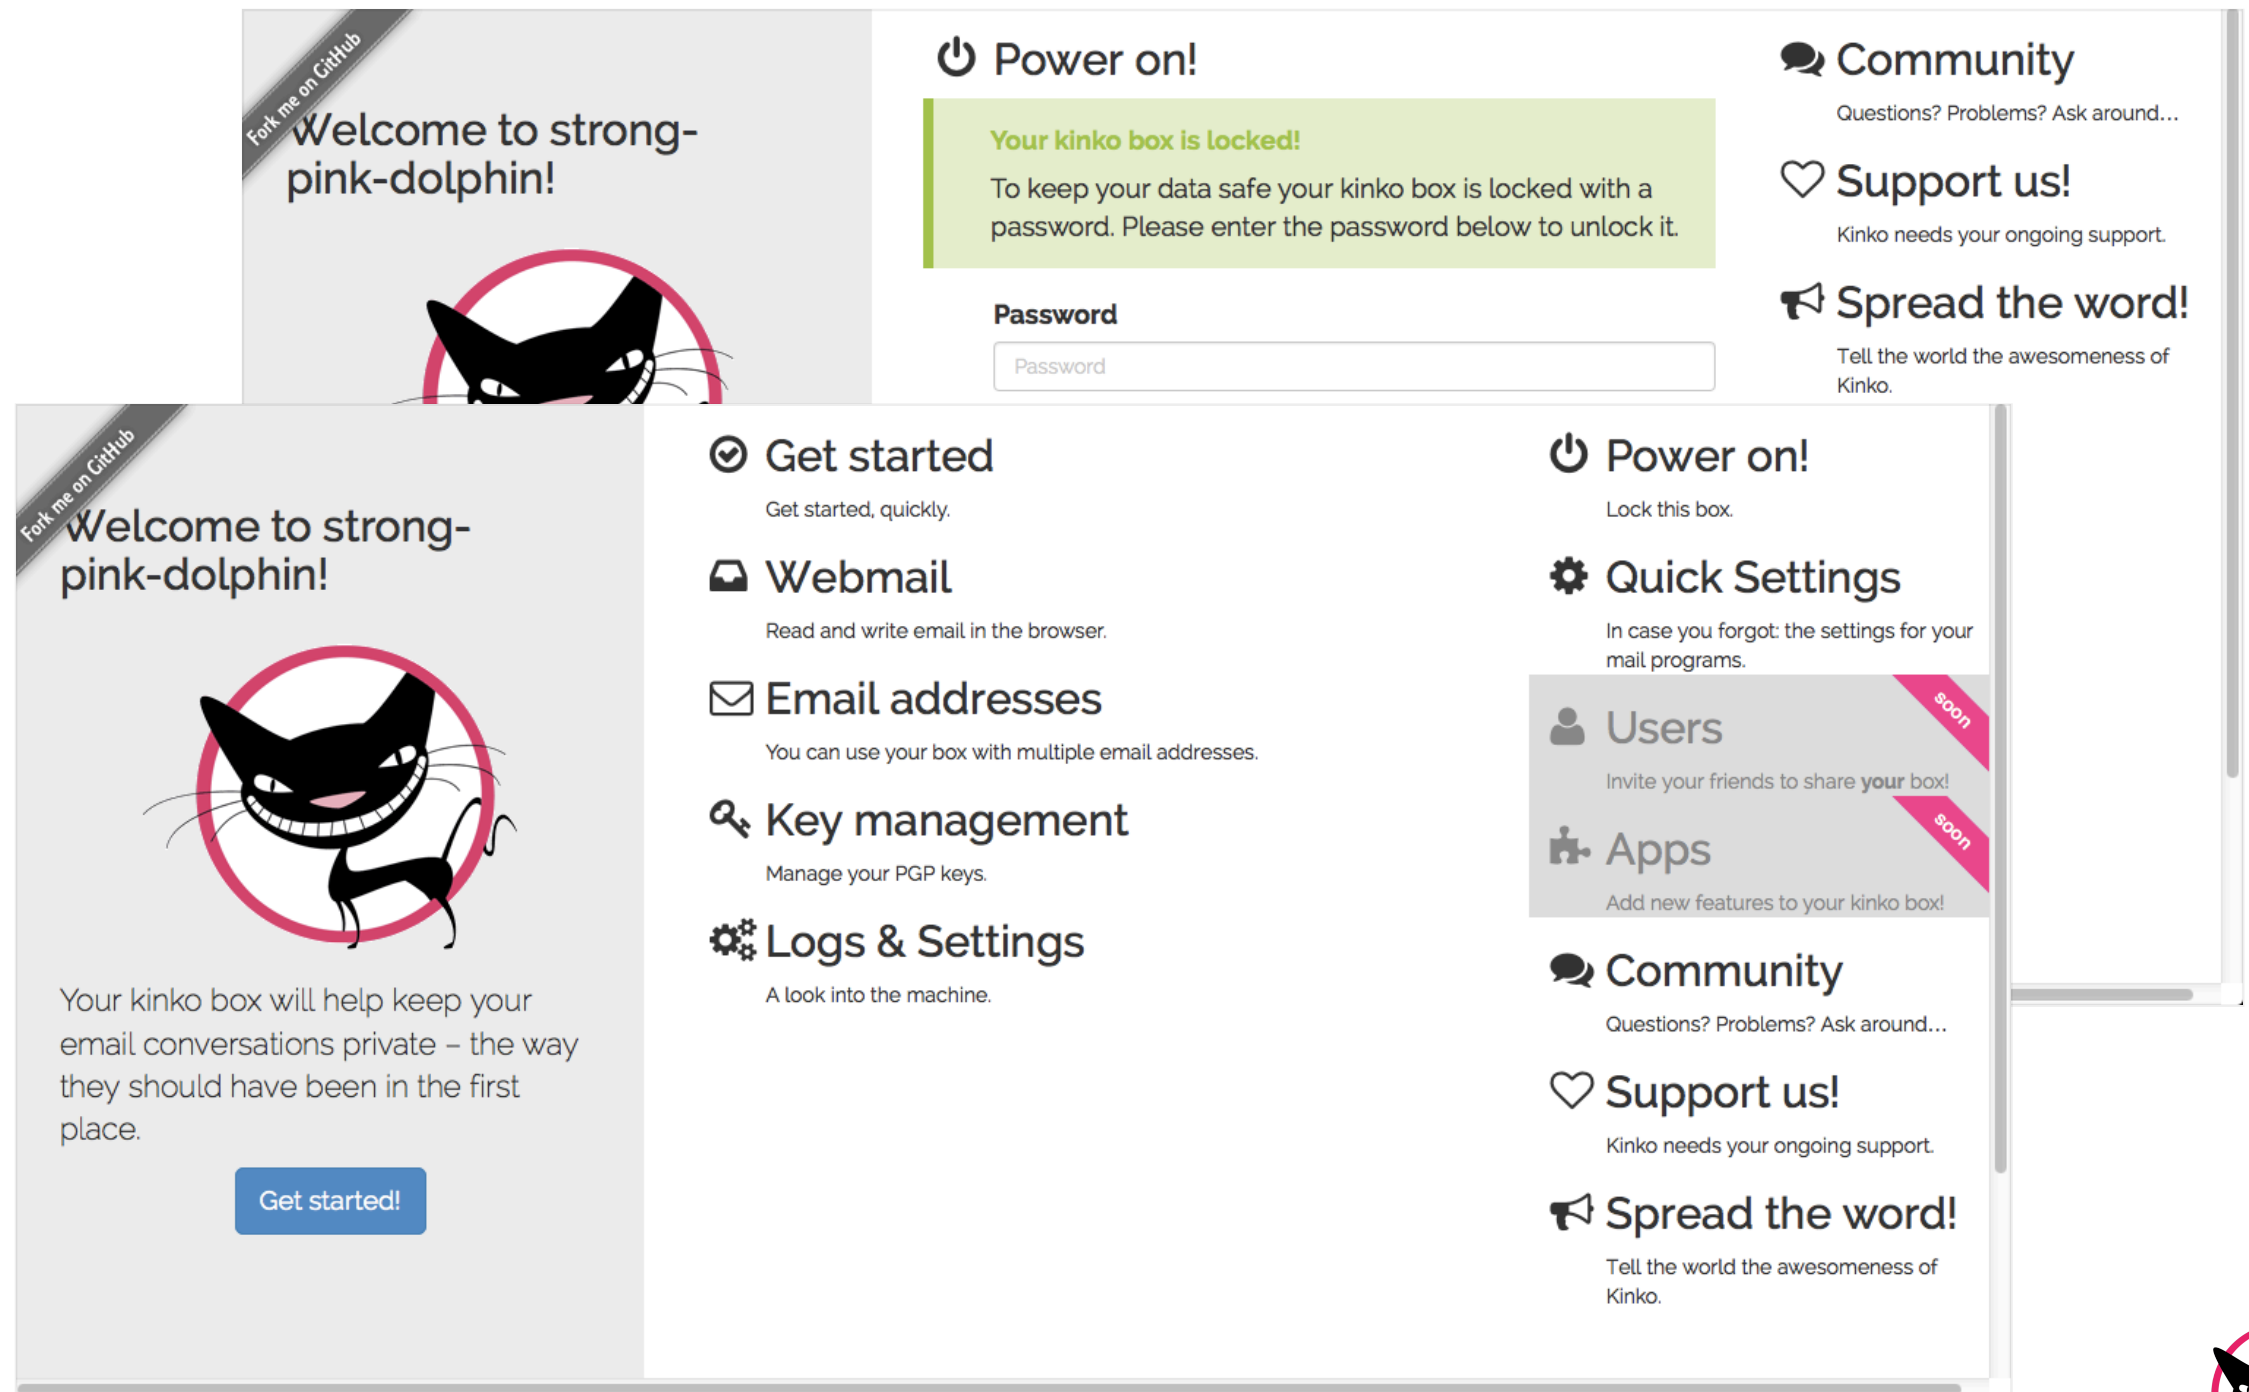 Fork me on GitHub
Welcome to strong-
pink-dolphin!
Power on!
Your kinko box is locked!
To keep your data safe your kinko box is locked with a
password. Please enter the password below to unlock it.
Password
Password
Community
Questions? Problems? Ask around...
Support us!
Kinko needs your ongoing support.
Spread the word!
Tell the world the awesomeness of
Kinko.
Fork me on GitHub
Welcome to strong-
pink-dolphin!
Your kinko box will help keep your
email conversations private – the way
they should have been in the first
place.
Get started!
Get started
Get started, quickly.
Webmail
Read and write email in the browser.
Email addresses
You can use your box with multiple email addresses.
Key management
Manage your PGP keys.
Logs & Settings
A look into the machine.
Power on!
Lock this box.
Quick Settings
In case you forgot: the settings for your
mail programs.
Users
soon
Invite your friends to share your box!
Apps
soon
Add new features to your kinko box!
Community
Questions? Problems? Ask around...
Support us!
Kinko needs your ongoing support.
Spread the word!
Tell the world the awesomeness of
Kinko.